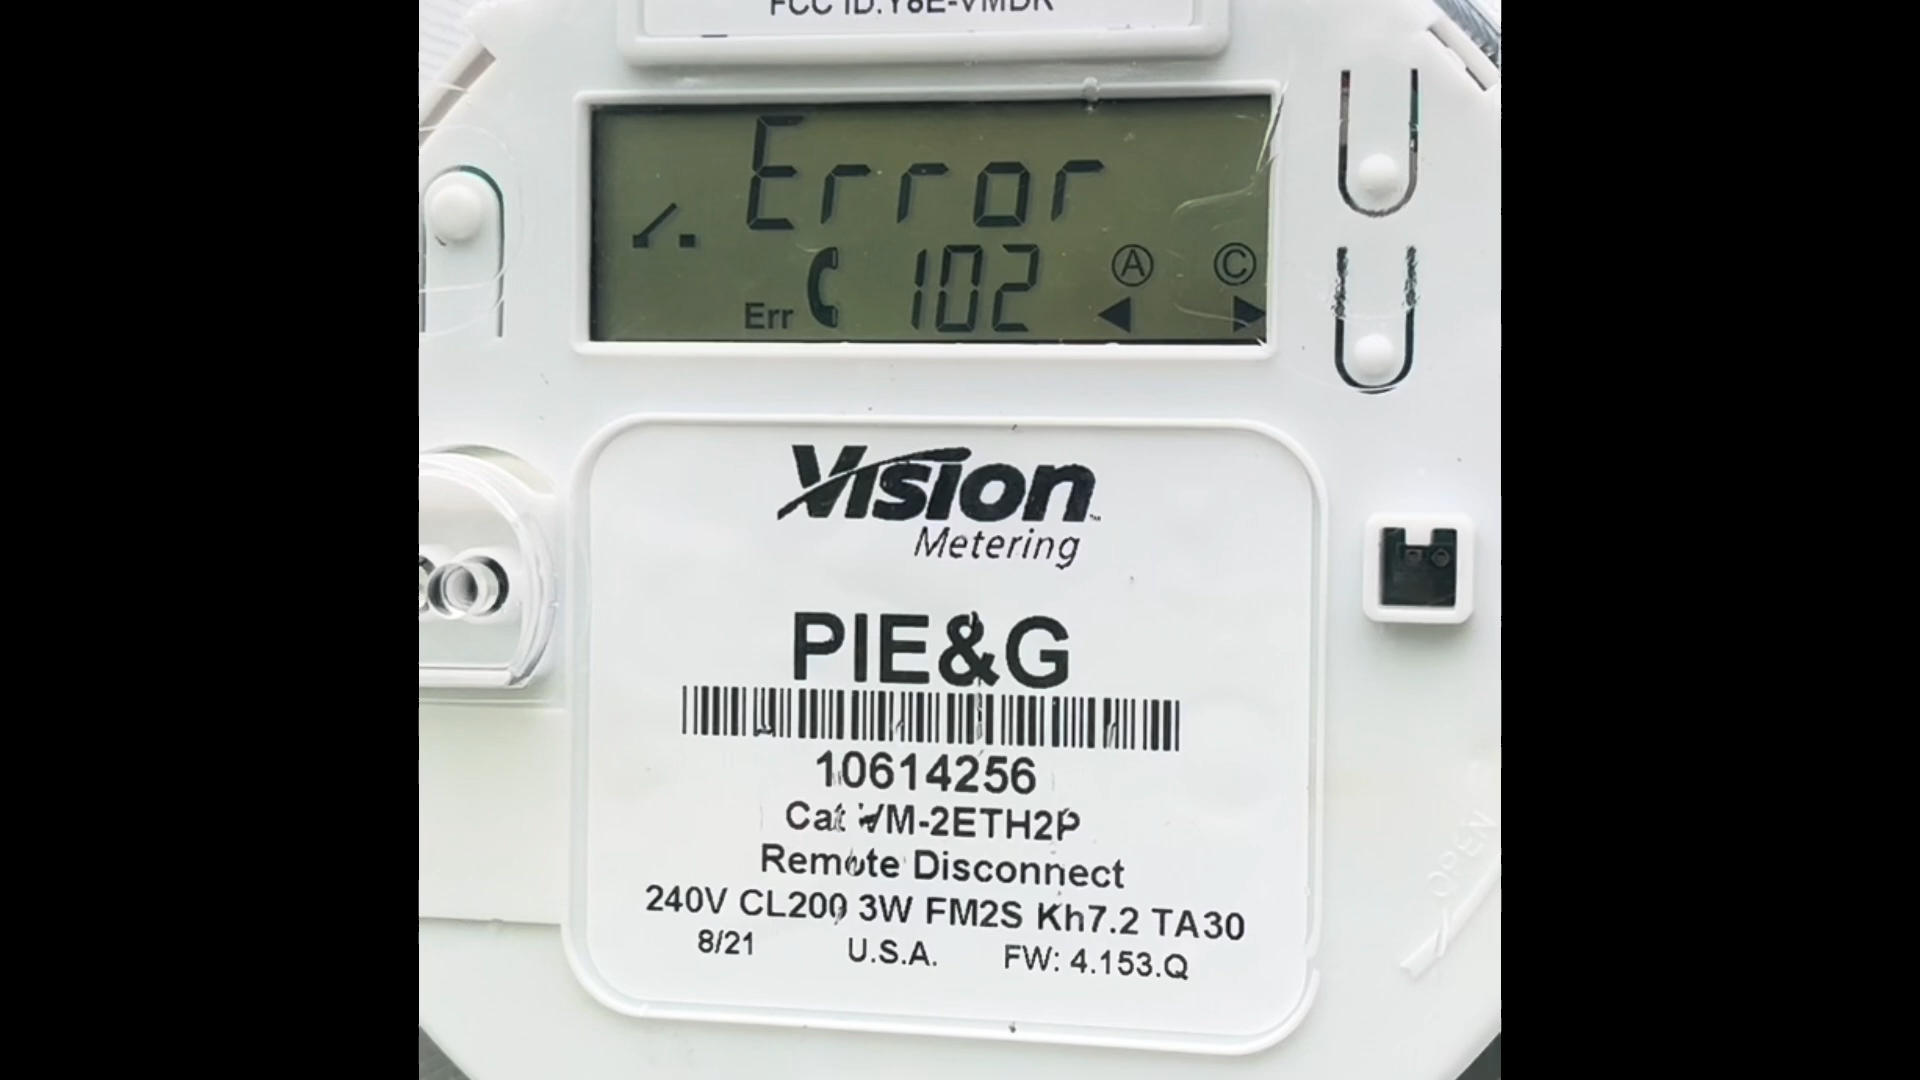 FCC ID:Y8E-VMDR
Error
Err 102 A C
Vision
Metering
PIE&G
10614256
Cat VM-2ETH2P
Remote Disconnect
240V CL200 3W FM2S Kh7.2 TA30
8/21 U.S.A. FW: 4.153.Q
OPEN